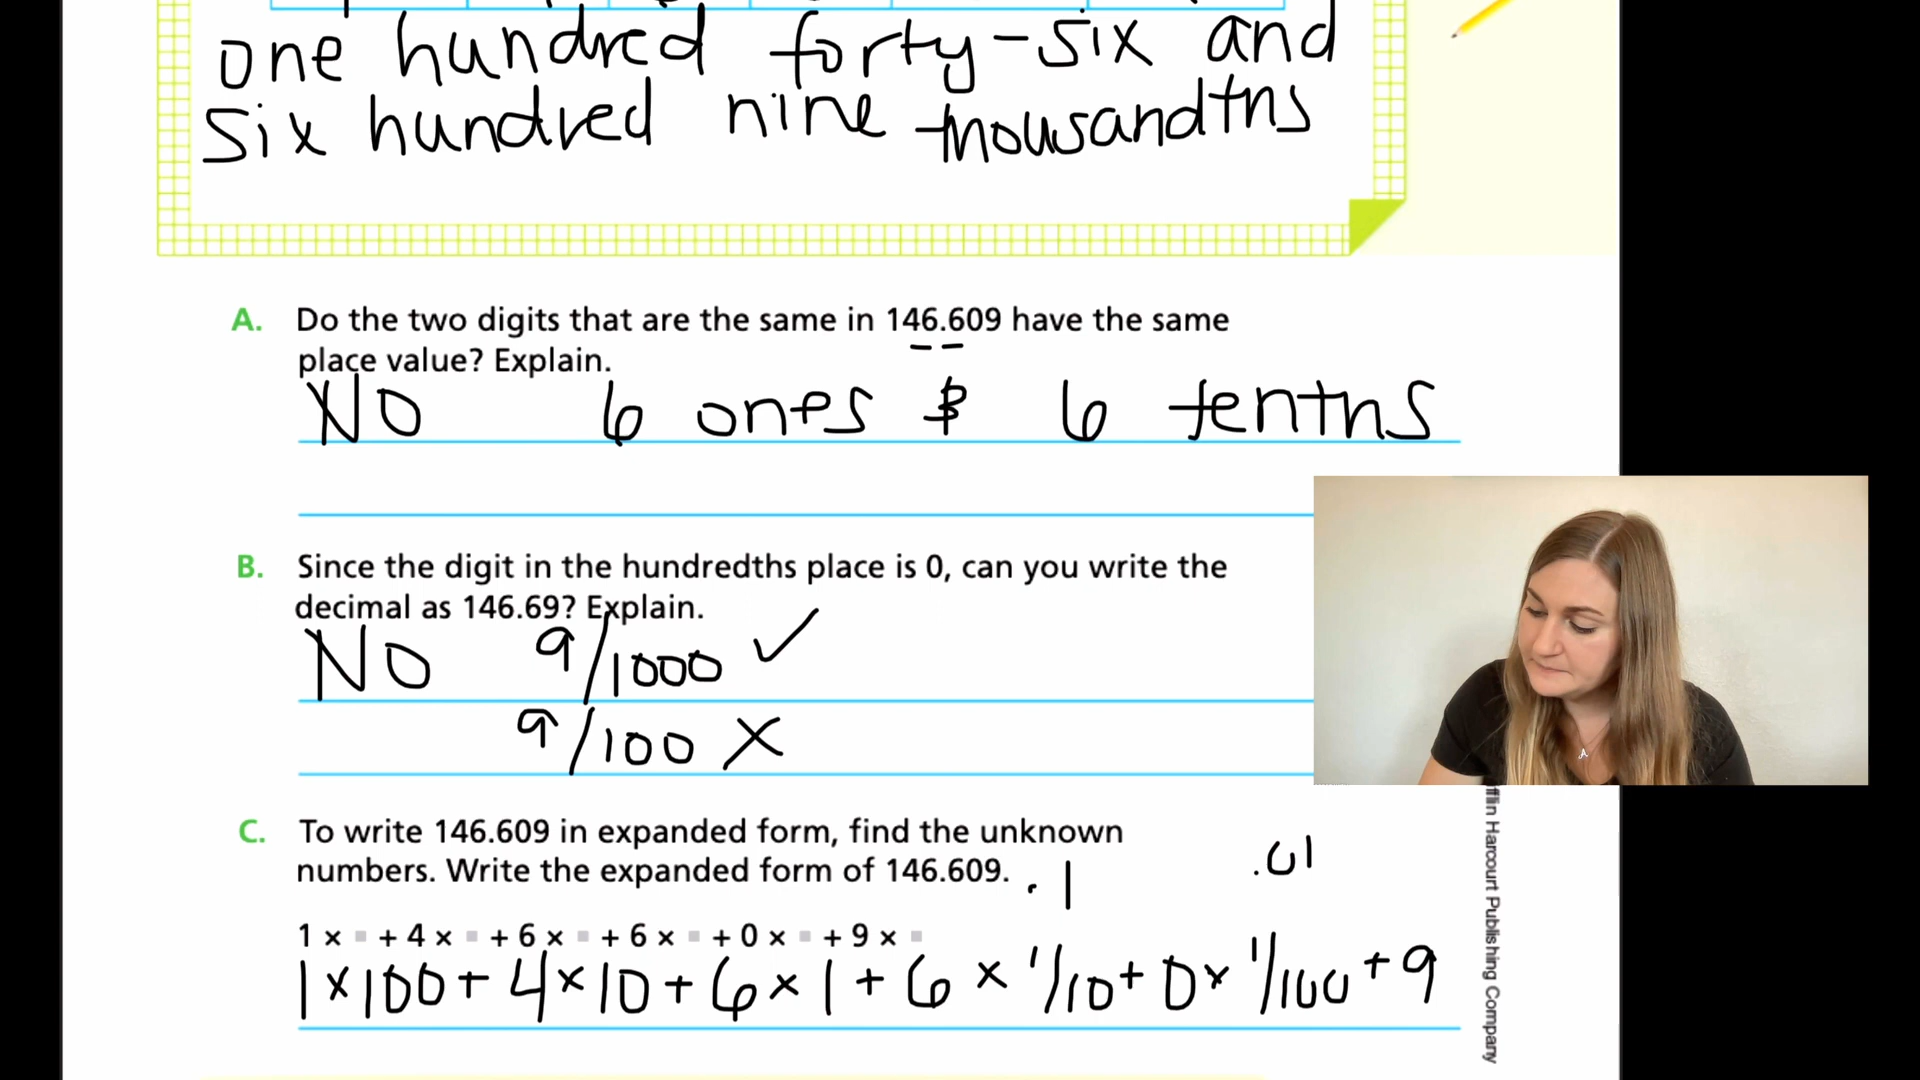 one hundred forty-six and
six hundred nine thousandths
A. Do the two digits that are the same in 146.609 have the same
place value? Explain.
NO 6 ones & 6 tenths
B. Since the digit in the hundredths place is 0, can you write the
decimal as 146.69? Explain.
NO 9/1000 ✓
9/100 X
C. To write 146.609 in expanded form, find the unknown
numbers. Write the expanded form of 146.609.
.1 .01
1 × ■ + 4 × ■ + 6 × ■ + 6 × ■ + 0 × ■ + 9 × ■
1×100+4×10+6×1+6×1/10+0×1/100+9
fflin Harcourt Publishing Company
A